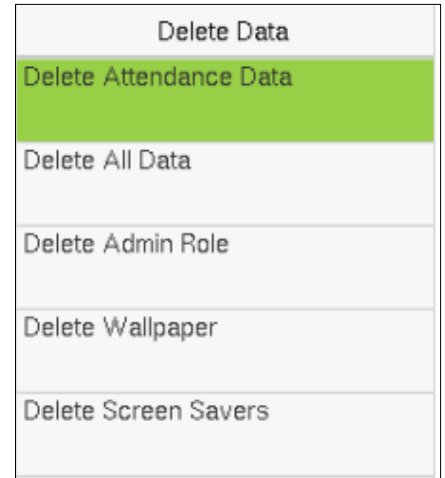 Delete Data
Delete Attendance Data
Delete All Data
Delete Admin Role
Delete Wallpaper
Delete Screen Savers